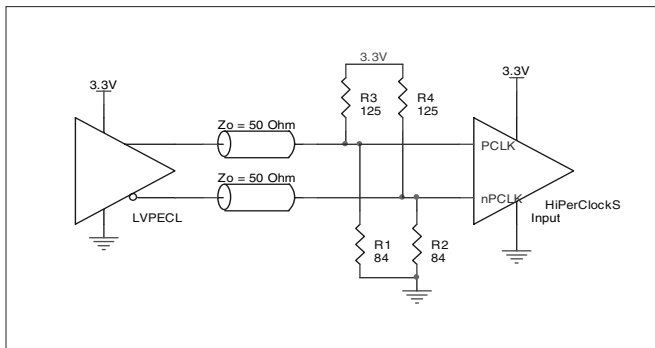 3.3V
3.3V
3.3V
R3
125
R4
125
Zo = 50 Ohm
PCLK
Zo = 50 Ohm
nPCLK
HiPerClockS
Input
LVPECL
R1
84
R2
84